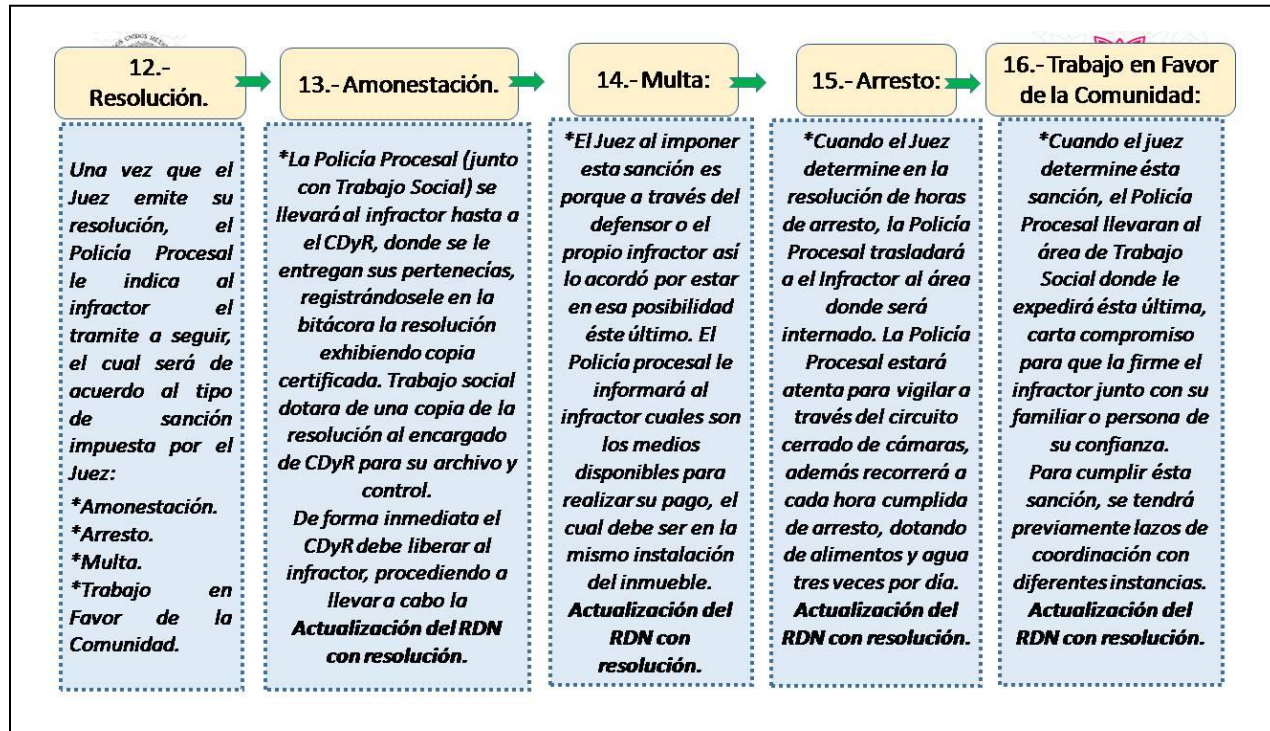 12.-
Resolución.
Una vez que el
Juez emite su
resolución, el
Policía Procesal
le indica al
infractor el
tramite a seguir,
el cual será de
acuerdo al tipo
de sanción
impuesta por el
Juez:
*Amonestación.
*Arresto.
*Multa.
*Trabajo en
Favor de la
Comunidad.
13.- Amonestación.
*La Policía Procesal (junto
con Trabajo Social) se
llevará al infractor hasta a
el CDyR, donde se le
entregan sus pertenecías,
registrándosele en la
bitácora la resolución
exhibiendo copia
certificada. Trabajo social
dotara de una copia de la
resolución al encargado
de CDyR para su archivo y
control.
De forma inmediata el
CDyR debe liberar al
infractor, procediendo a
llevar a cabo la
Actualización del RDN
con resolución.
14.- Multa:
*El Juez al imponer
esta sanción es
porque a través del
defensor o el
propio infractor así
lo acordó por estar
en esa posibilidad
éste último. El
Policía procesal le
informará al
infractor cuales son
los medios
disponibles para
realizar su pago, el
cual debe ser en la
mismo instalación
del inmueble.
Actualización del
RDN con
resolución.
15.- Arresto:
*Cuando el Juez
determine en la
resolución de horas
de arresto, la Policía
Procesal trasladará
a el Infractor al área
donde será
internado. La Policía
Procesal estará
atenta para vigilar a
través del circuito
cerrado de cámaras,
además recorrerá a
cada hora cumplida
de arresto, dotando
de alimentos y agua
tres veces por día.
Actualización del
RDN con resolución.
16.- Trabajo en Favor
de la Comunidad:
*Cuando el juez
determine ésta
sanción, el Policía
Procesal llevaran al
área de Trabajo
Social donde le
expedirá ésta última,
carta compromiso
para que la firme el
infractor junto con su
familiar o persona de
su confianza.
Para cumplir ésta
sanción, se tendrá
previamente lazos de
coordinación con
diferentes instancias.
Actualización del
RDN con resolución.